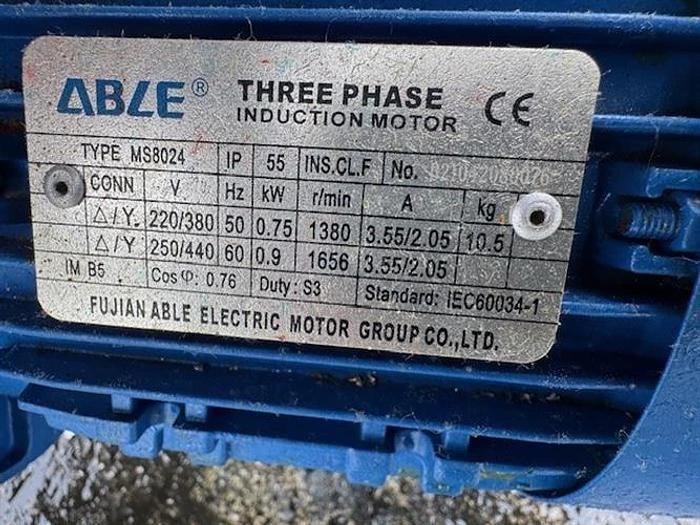 ABLE® THREE PHASE CE
INDUCTION MOTOR
TYPE MS8024 IP 55 INS.CL.F No.
CONN V Hz kW r/min A kg
△/Y 220/380 50 0.75 1380 3.55/2.05 10.5
△/Y 250/440 60 0.9 1656 3.55/2.05
IM B5 Cosφ: 0.76 Duty: S3 Standard: IEC60034-1
FUJIAN ABLE ELECTRIC MOTOR GROUP CO.,LTD.